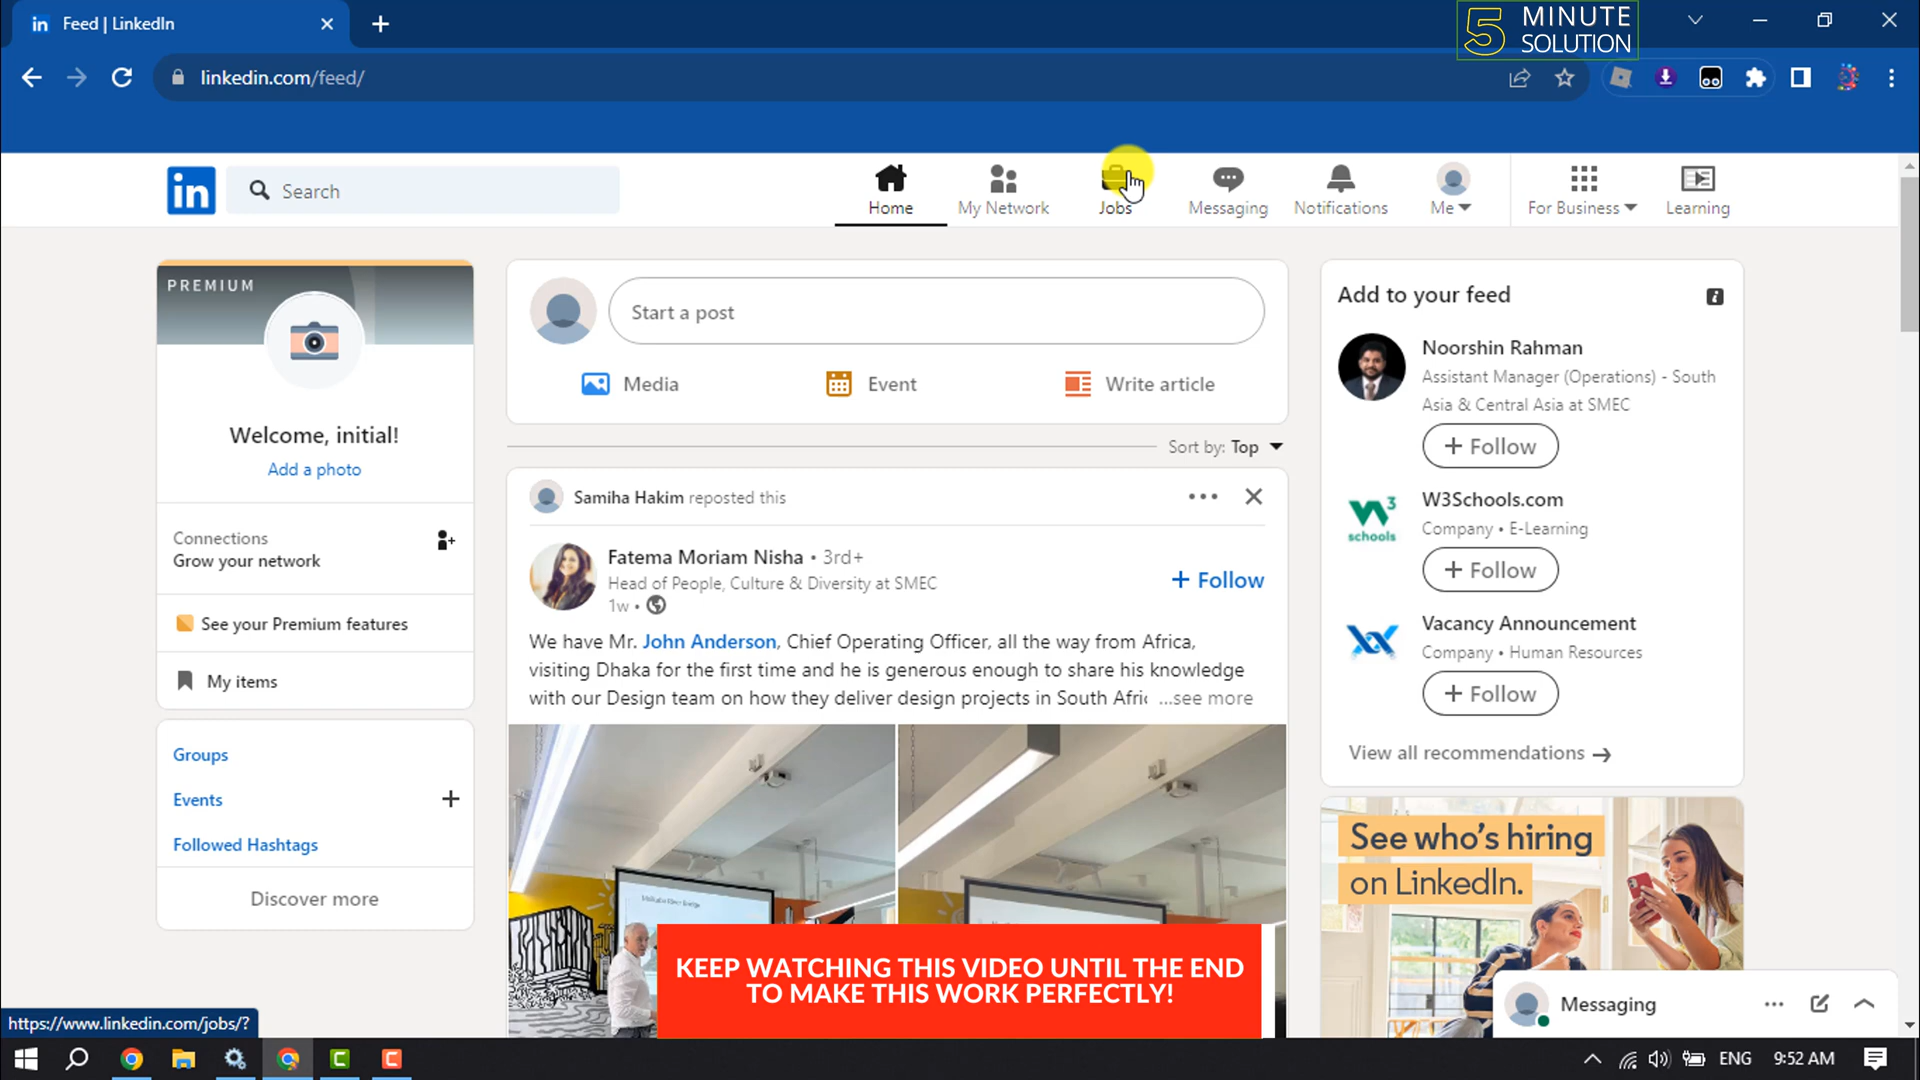 Feed | LinkedIn
5 MINUTE
SOLUTION
linkedin.com/feed/
in
Search
Home
My Network
Jobs
Messaging
Notifications
Me
For Business
Learning
PREMIUM
Welcome, initial!
Add a photo
Connections
Grow your network
See your Premium features
My items
Groups
Events
Followed Hashtags
Discover more
Start a post
Media
Event
Write article
Sort by: Top
Samiha Hakim reposted this
Fatema Moriam Nisha • 3rd+
Head of People, Culture & Diversity at SMEC
1w •
+ Follow
We have Mr. John Anderson, Chief Operating Officer, all the way from Africa,
visiting Dhaka for the first time and he is generous enough to share his knowledge
with our Design team on how they deliver design projects in South Afric ...see more
Add to your feed
Noorshin Rahman
Assistant Manager (Operations) - South
Asia & Central Asia at SMEC
+ Follow
W3Schools.com
Company • E-Learning
+ Follow
Vacancy Announcement
Company • Human Resources
+ Follow
View all recommendations →
See who's hiring
on LinkedIn.
KEEP WATCHING THIS VIDEO UNTIL THE END
TO MAKE THIS WORK PERFECTLY!
Messaging
https://www.linkedin.com/jobs/?
ENG
9:52 AM